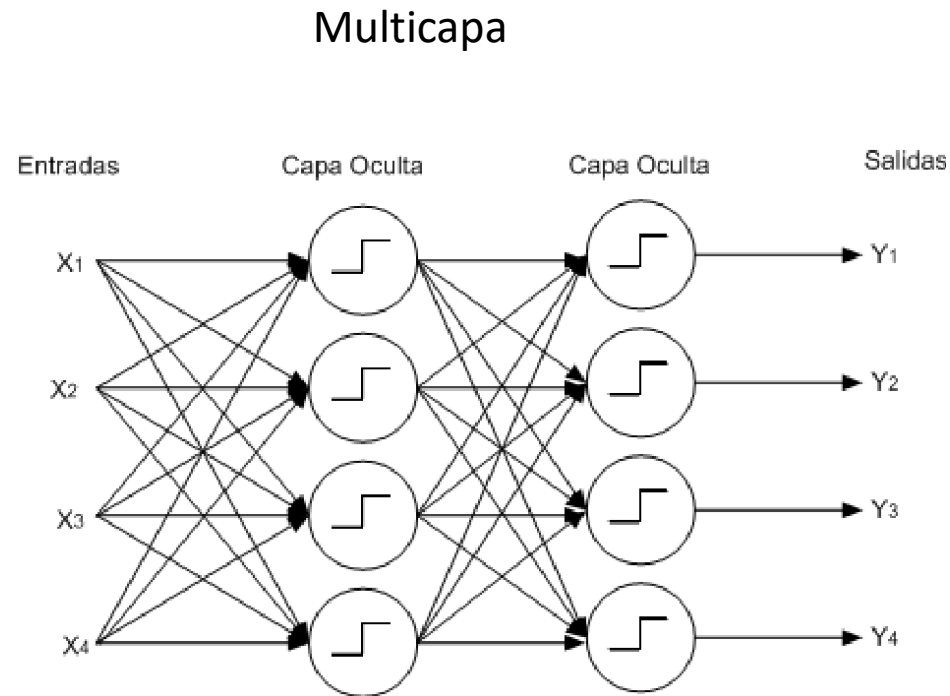 Multicapa
Entradas Capa Oculta Capa Oculta Salidas
X1 Y1
X2 Y2
X3 Y3
X4 Y4